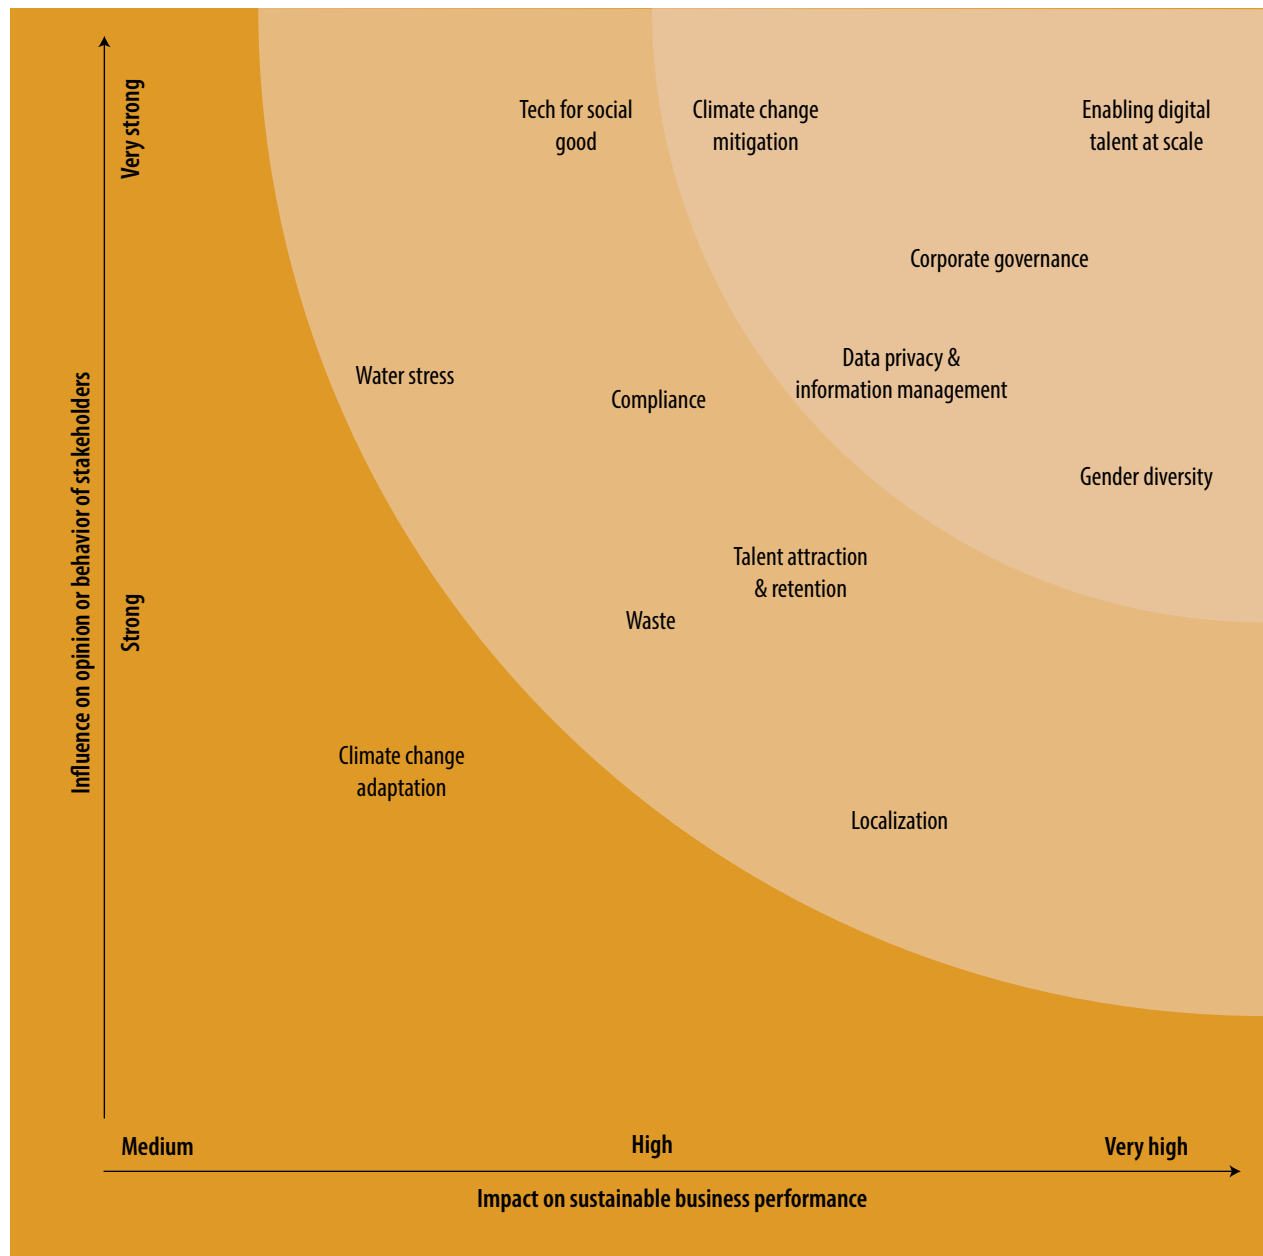 Influence on opinion or behavior of stakeholders
Very strong
Strong
Tech for social
good
Climate change
mitigation
Enabling digital
talent at scale
Corporate governance
Data privacy &
information management
Water stress
Compliance
Gender diversity
Talent attraction
& retention
Waste
Climate change
adaptation
Localization
Medium
High
Very high
Impact on sustainable business performance